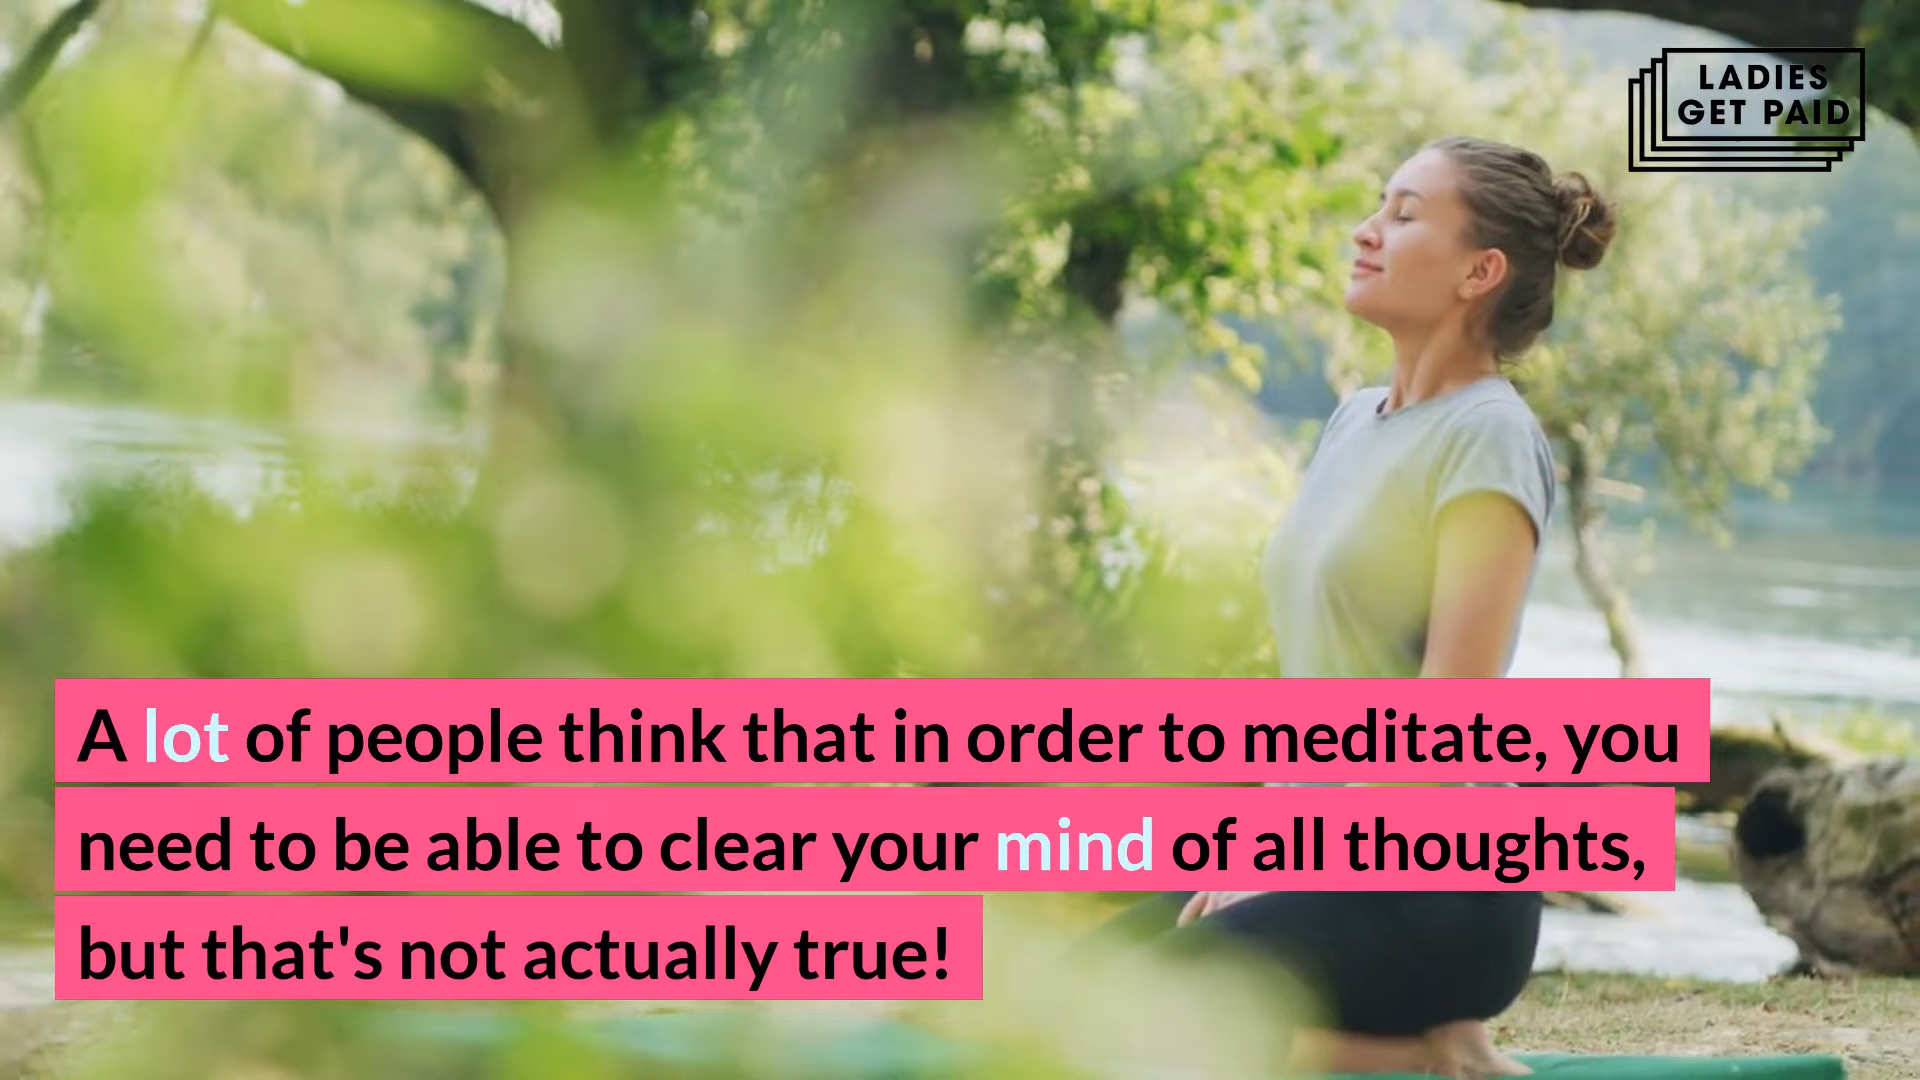 LADIES
GET PAID
A lot of people think that in order to meditate, you
need to be able to clear your mind of all thoughts,
but that's not actually true!